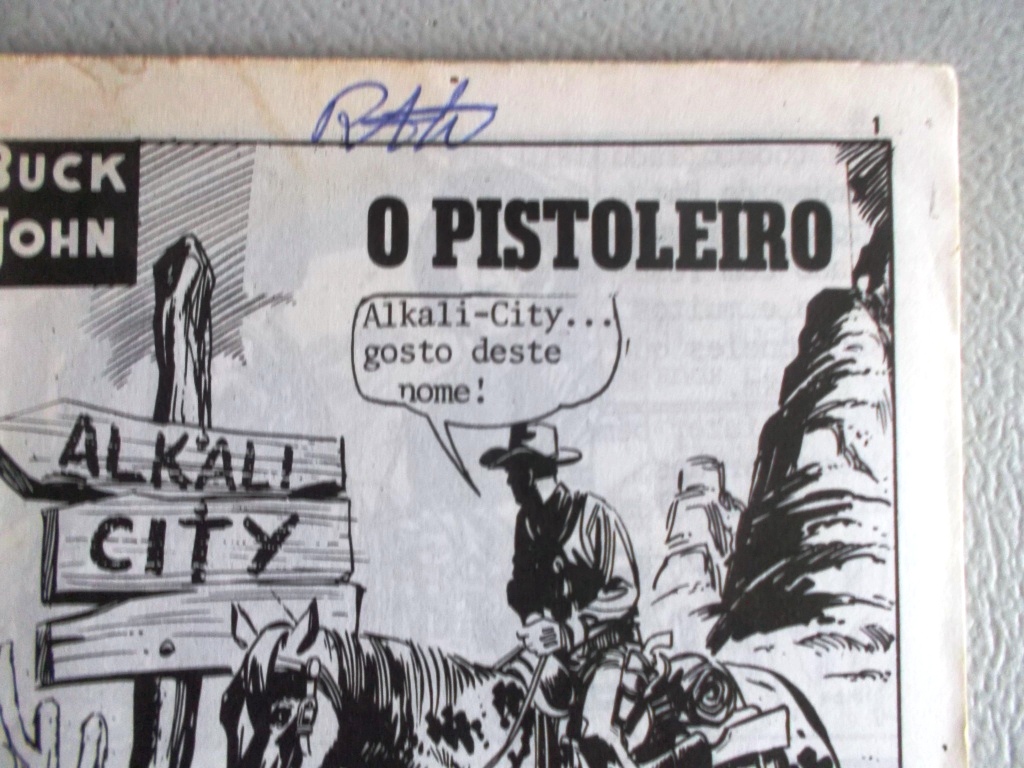 1
BUCK
JOHN
O PISTOLEIRO
Alkali-City...
gosto deste
nome!
ALKALI
CITY